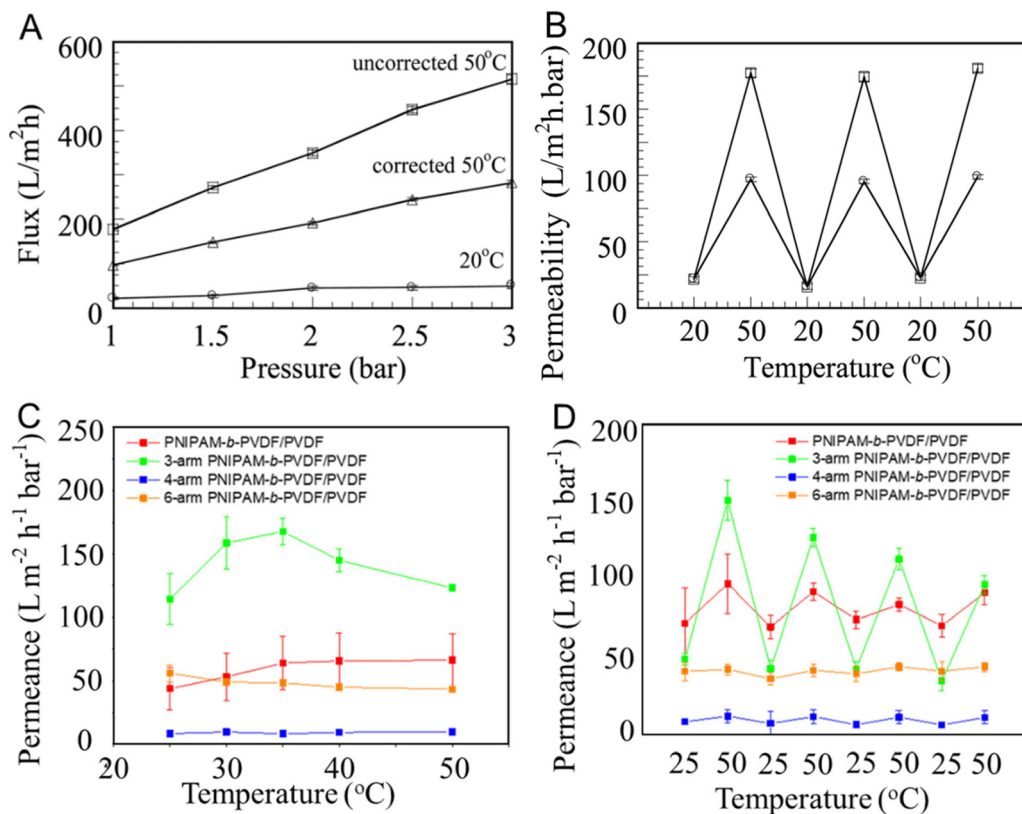 A
600
400
200
0
Flux (L/m²h)
uncorrected 50°C
corrected 50°C
20°C
1 1.5 2 2.5 3
Pressure (bar)
B
200
150
100
50
0
Permeability (L/m²h.bar)
20 50 20 50 20 50
Temperature (°C)
C
250
200
150
100
50
0
Permeance (L m⁻² h⁻¹ bar⁻¹)
PNIPAM-b-PVDF/PVDF
3-arm PNIPAM-b-PVDF/PVDF
4-arm PNIPAM-b-PVDF/PVDF
6-arm PNIPAM-b-PVDF/PVDF
20 30 40 50
Temperature (°C)
D
200
150
100
50
0
Permeance (L m⁻² h⁻¹ bar⁻¹)
PNIPAM-b-PVDF/PVDF
3-arm PNIPAM-b-PVDF/PVDF
4-arm PNIPAM-b-PVDF/PVDF
6-arm PNIPAM-b-PVDF/PVDF
25 50 25 50 25 50 25 50
Temperature (°C)